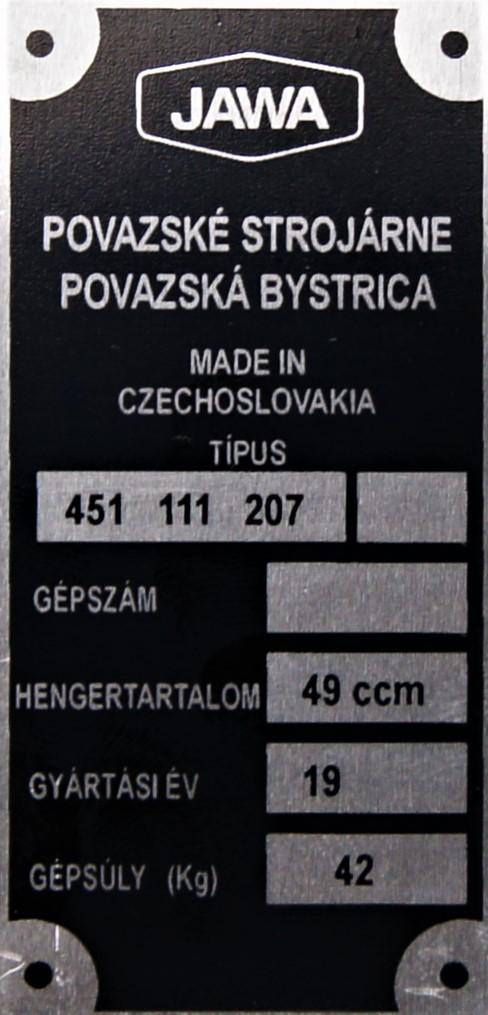 JAWA
POVAZSKÉ STROJÁRNE
POVAZSKÁ BYSTRICA
MADE IN
CZECHOSLOVAKIA
TÍPUS
451 111 207
GÉPSZÁM
HENGERTARTALOM 49 ccm
GYÁRTÁSI ÉV 19
GÉPSÚLY (Kg) 42